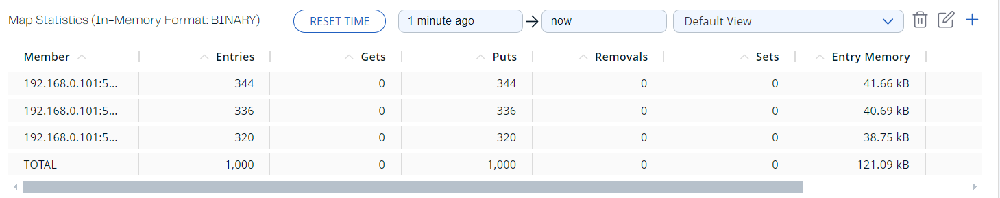 Map Statistics (In-Memory Format: BINARY) RESET TIME 1 minute ago now Default View
Member Entries Gets Puts Removals Sets Entry Memory
192.168.0.101:5... 344 0 344 0 0 41.66 kB
192.168.0.101:5... 336 0 336 0 0 40.69 kB
192.168.0.101:5... 320 0 320 0 0 38.75 kB
TOTAL 1,000 0 1,000 0 0 121.09 kB